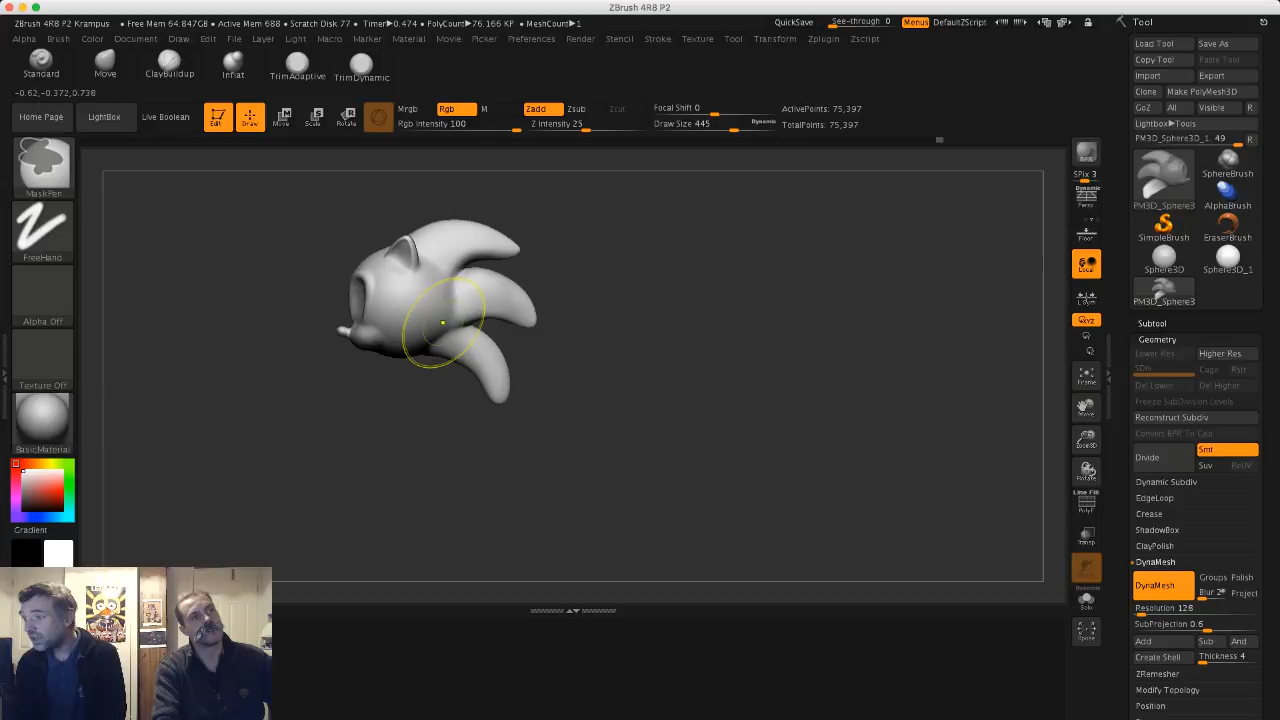 ZBrush 4R8 P2
ZBrush 4R8 P2 Krampus • Free Mem 64.847GB • Active Mem 688 • Scratch Disk 77 • Timer▶0.474 • PolyCount▶76.166 KP • MeshCount▶1
QuickSave
See-through 0
Menus
DefaultZScript
Tool
Alpha Brush Color Document Draw Edit File Layer Light Macro Marker Material Movie Picker Preferences Render Stencil Stroke Texture Tool Transform Zplugin Zscript
Load Tool
Save As
Copy Tool
Paste Tool
Import
Export
Clone
Make PolyMesh3D
GoZ
All
Visible
R
Lightbox▶Tools
PM3D_Sphere3D_1. 49
R
Standard
Move
ClayBuildup
Inflat
TrimAdaptive
TrimDynamic
-0.62,-0.372,0.738
Home Page
LightBox
Live Boolean
Edit
Draw
Move
Scale
Rotate
Mrgb
Rgb
M
Rgb Intensity 100
Zadd
Zsub
Zcut
Z Intensity 25
Focal Shift 0
Draw Size 445
Dynamic
ActivePoints: 75,397
TotalPoints: 75,397
MaskPen
FreeHand
Alpha Off
Texture Off
BasicMaterial
Gradient
BPR
SPix 3
Dynamic
Persp
Floor
Local
L.Sym
Frame
Move
Zoom3D
Rotate
Line Fill
PolyF
Transp
Dynamic
Solo
Xpose
PM3D_Sphere3
SphereBrush
AlphaBrush
SimpleBrush
EraserBrush
Sphere3D
Sphere3D_1
PM3D_Sphere3
Subtool
Geometry
Lower Res
Higher Res
SDiv
Cage
Rstr
Del Lower
Del Higher
Freeze SubDivision Levels
Reconstruct Subdiv
Convert BPR To Geo
Divide
Smt
Suv
ReUV
Dynamic Subdiv
EdgeLoop
Crease
ShadowBox
ClayPolish
DynaMesh
DynaMesh
Groups
Polish
Blur 2
Project
Resolution 128
SubProjection 0.6
Add
Sub
And
Create Shell
Thickness 4
ZRemesher
Modify Topology
Position